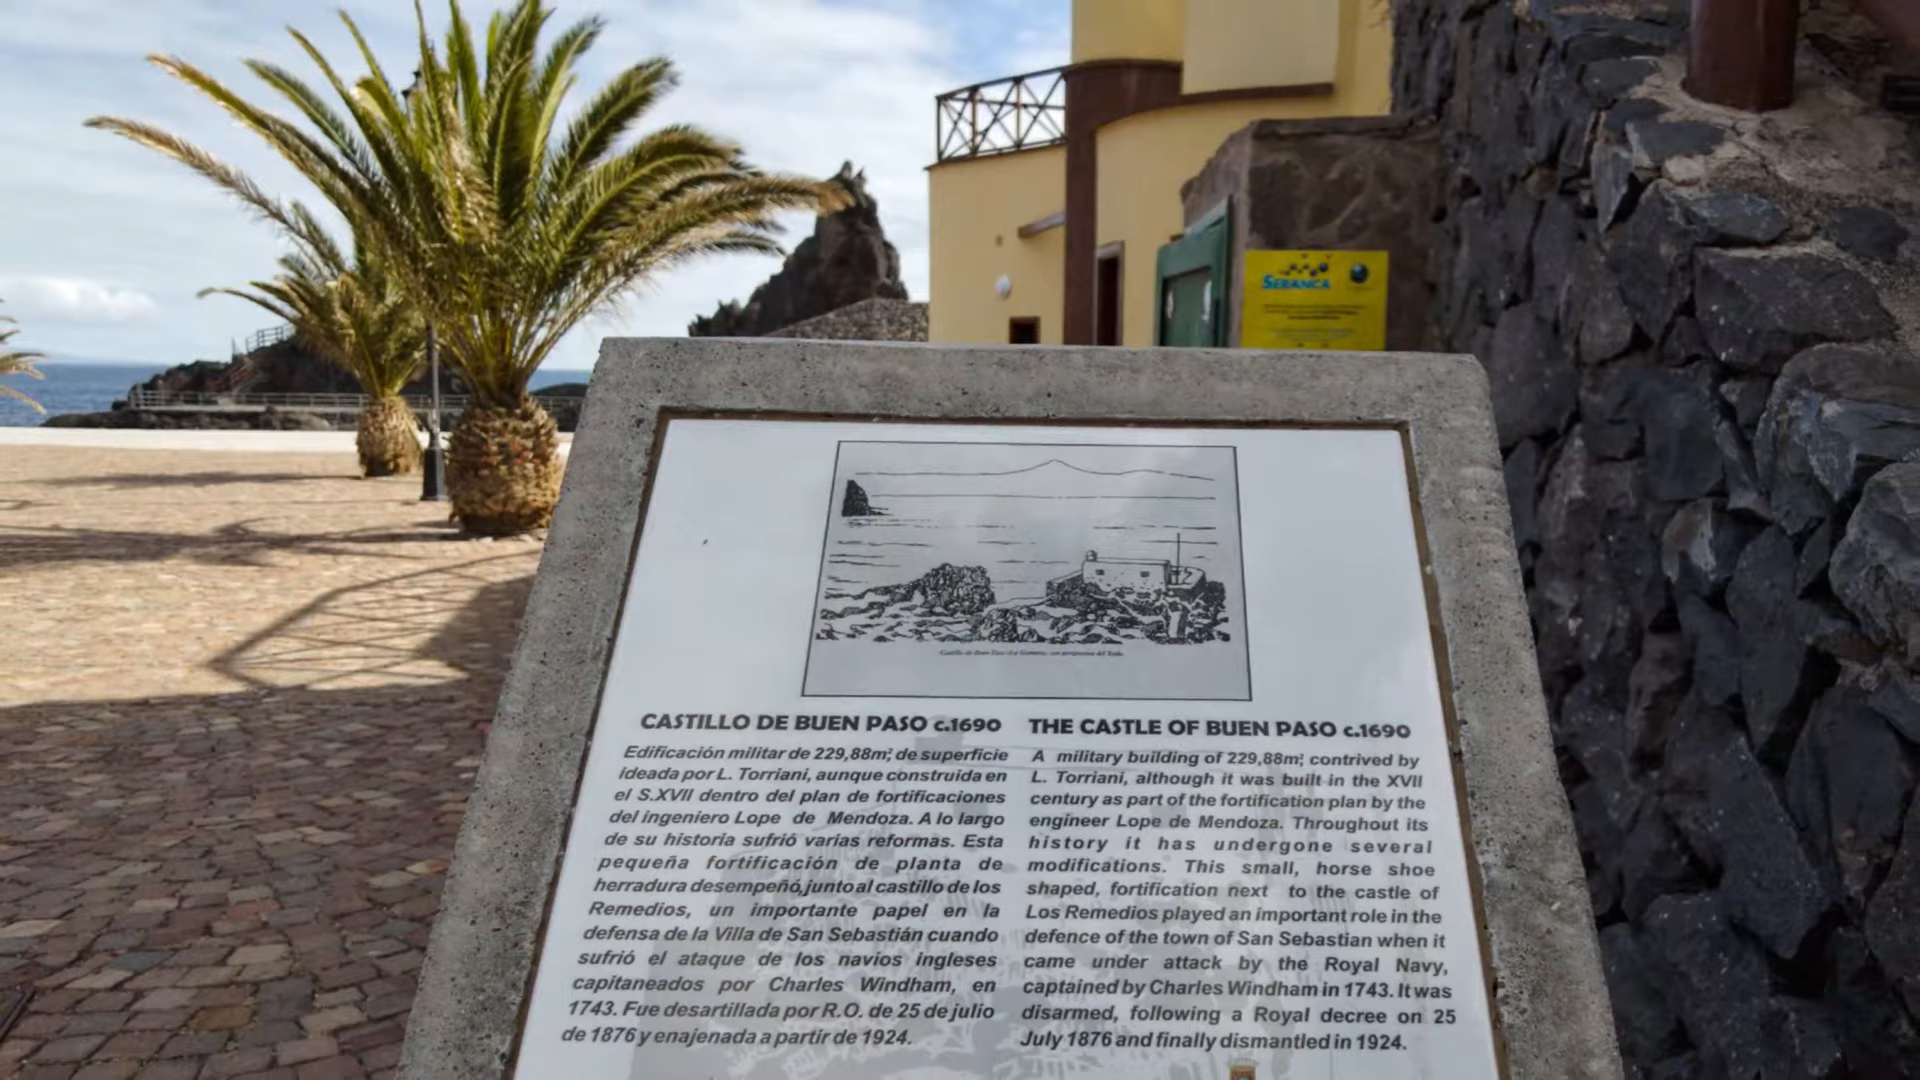 SERANCA
Castillo de Buen Paso (La Gomera), con perspectiva del Teide.
CASTILLO DE BUEN PASO c.1690
Edificación militar de 229,88m², de superficie
ideada por L. Torriani, aunque construida en
el S.XVII dentro del plan de fortificaciones
del ingeniero Lope de Mendoza. A lo largo
de su historia sufrió varias reformas. Esta
pequeña fortificación de planta de
herradura desempeñó, junto al castillo de los
Remedios, un importante papel en la
defensa de la Villa de San Sebastián cuando
sufrió el ataque de los navíos ingleses
capitaneados por Charles Windham, en
1743. Fue desartillada por R.O. de 25 de julio
de 1876 y enajenada a partir de 1924.
THE CASTLE OF BUEN PASO c.1690
A military building of 229,88m², contrived by
L. Torriani, although it was built in the XVII
century as part of the fortification plan by the
engineer Lope de Mendoza. Throughout its
history it has undergone several
modifications. This small, horse shoe
shaped, fortification next to the castle of
Los Remedios played an important role in the
defence of the town of San Sebastian when it
came under attack by the Royal Navy,
captained by Charles Windham in 1743. It was
disarmed, following a Royal decree on 25
July 1876 and finally dismantled in 1924.